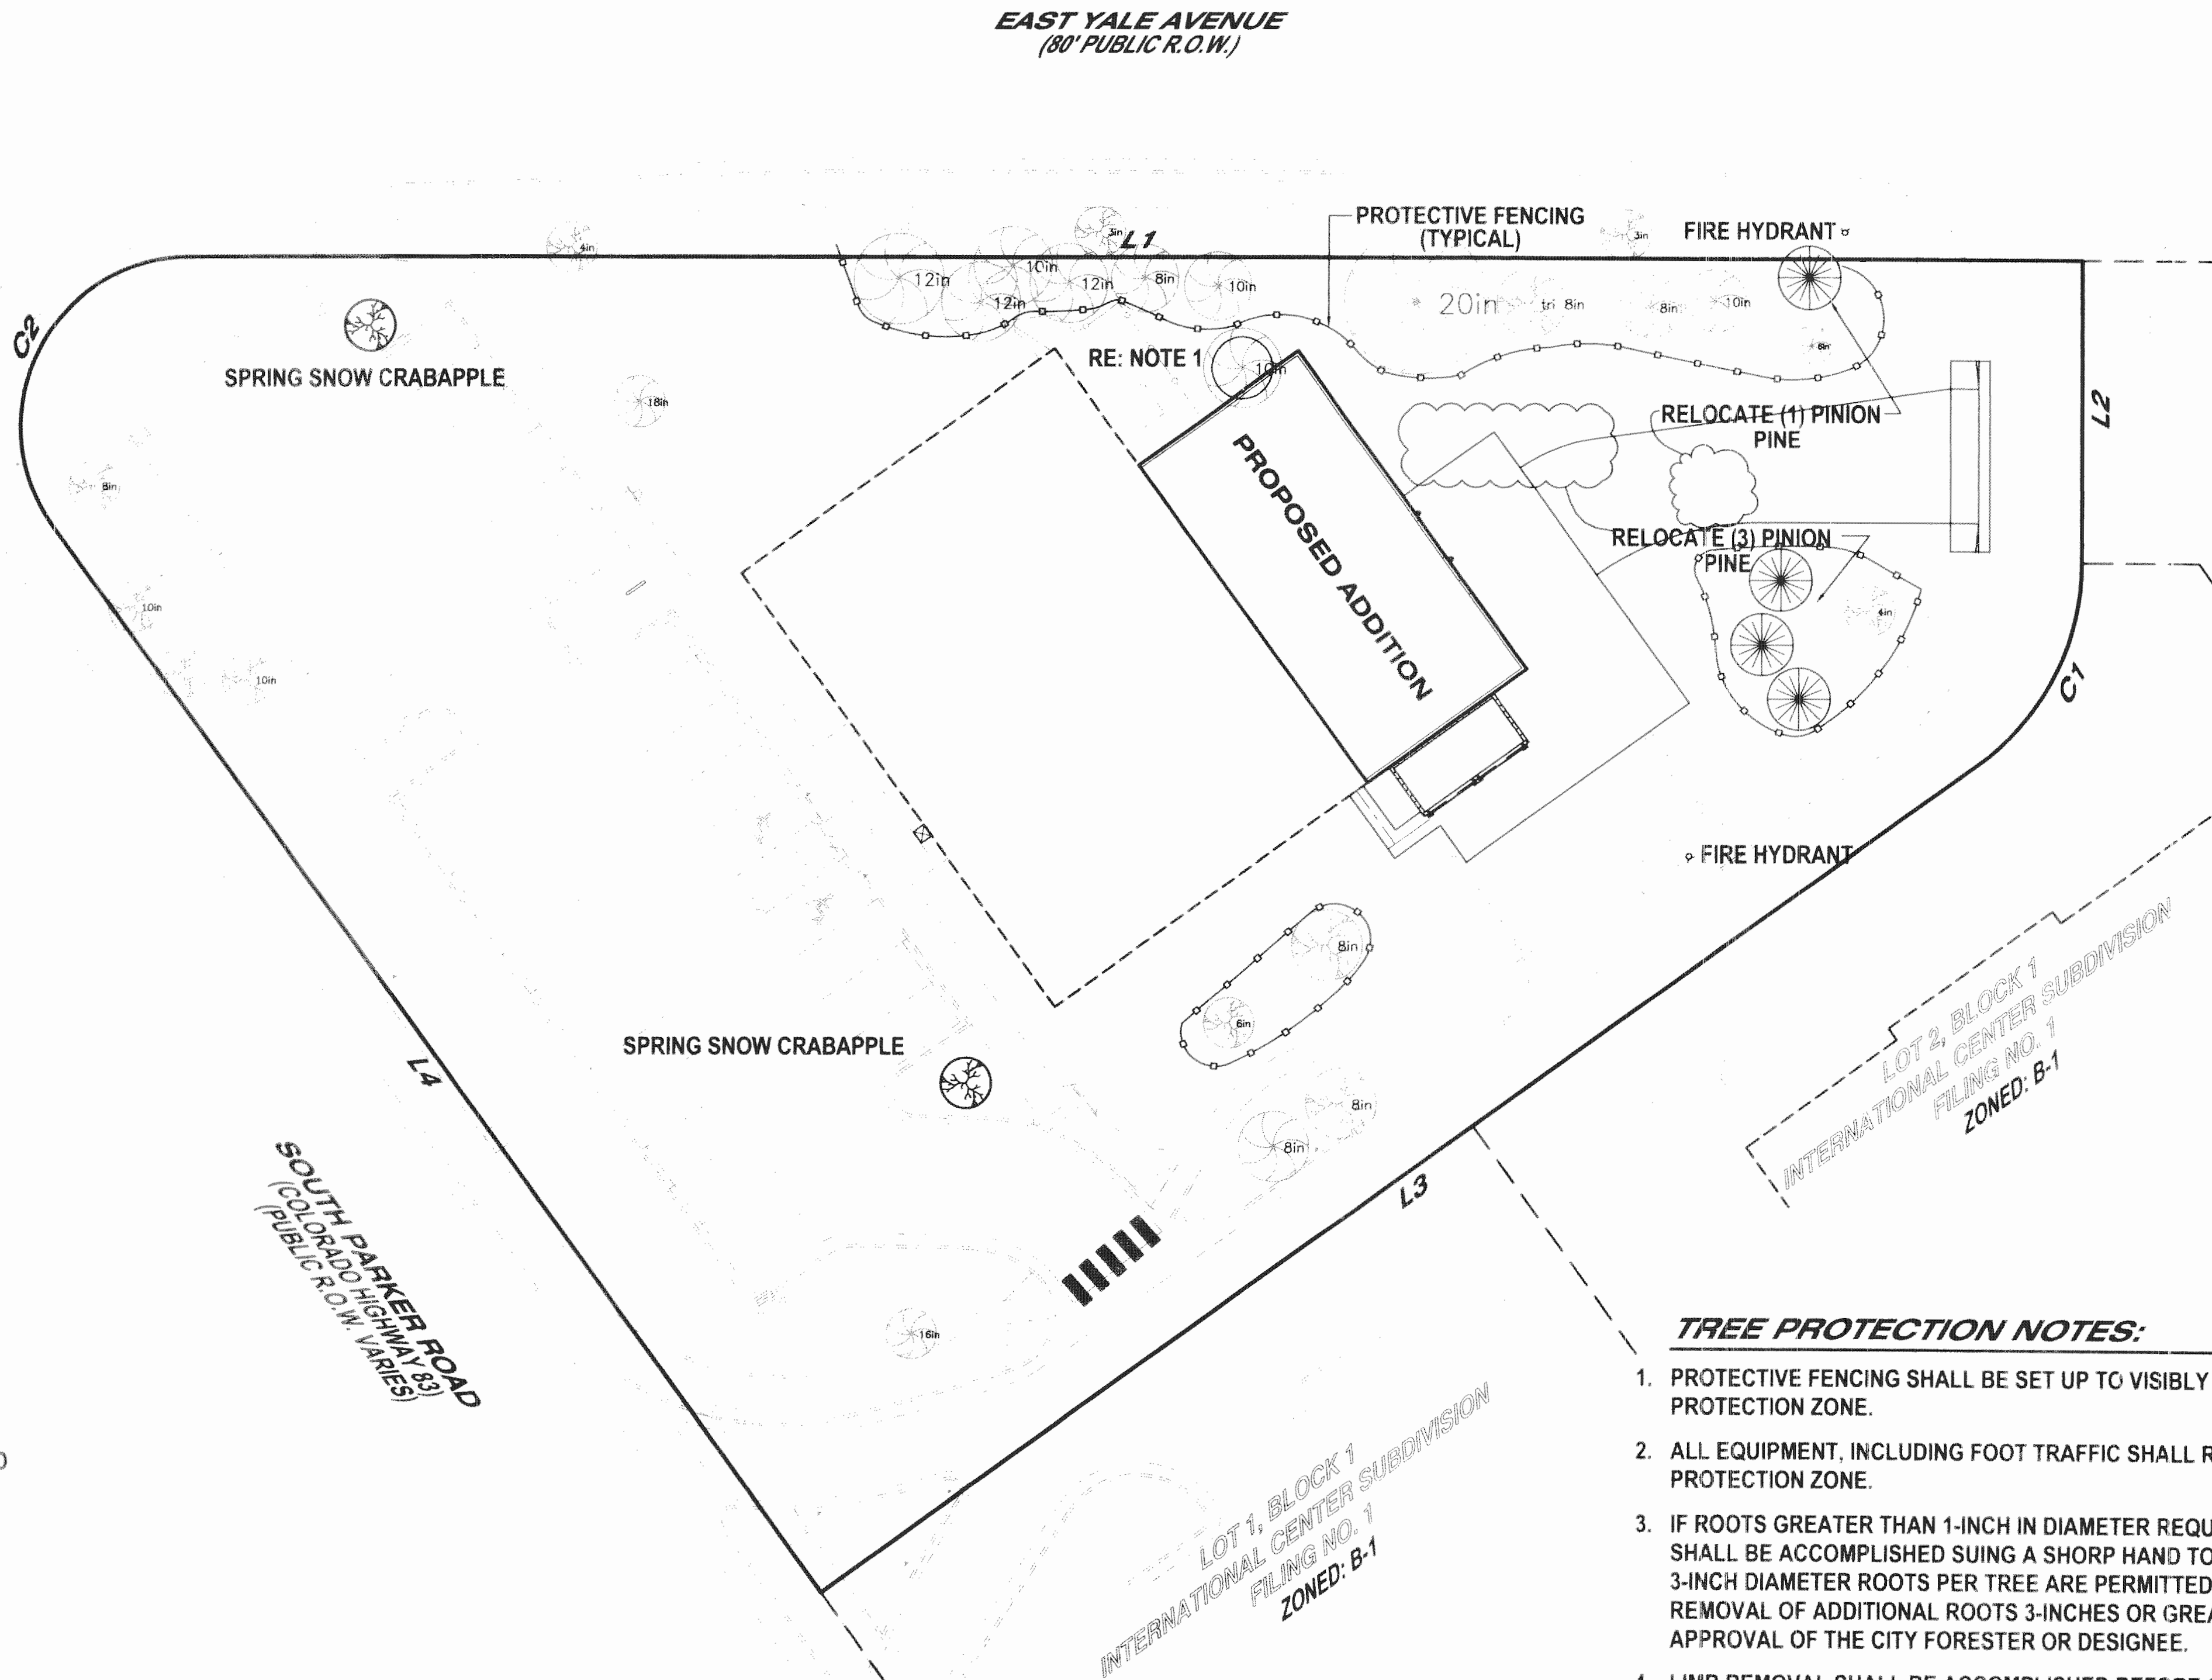 EAST YALE AVENUE
(80' PUBLIC R.O.W.)
PROTECTIVE FENCING
(TYPICAL)
FIRE HYDRANT
3in
L1
3in
4in
12in
10in
12in
12in
8in
10in
20in
tri 8in
8in
10in
6in
C2
SPRING SNOW CRABAPPLE
RE: NOTE 1
10in
18in
RELOCATE (1) PINION
PINE
L2
8in
PROPOSED ADDITION
RELOCATE (3) PINION
PINE
4in
10in
10in
C1
FIRE HYDRANT
8in
6in
SPRING SNOW CRABAPPLE
L4
8in
8in
L3
LOT 2, BLOCK 1
INTERNATIONAL CENTER SUBDIVISION
FILING NO. 1
ZONED: B-1
SOUTH PARKER ROAD
(COLORADO HIGHWAY 83)
(PUBLIC R.O.W. VARIES)
16in
LOT 1, BLOCK 1
INTERNATIONAL CENTER SUBDIVISION
FILING NO. 1
ZONED: B-1
TREE PROTECTION NOTES:
1. PROTECTIVE FENCING SHALL BE SET UP TO VISIBLY
PROTECTION ZONE.
2. ALL EQUIPMENT, INCLUDING FOOT TRAFFIC SHALL R
PROTECTION ZONE.
3. IF ROOTS GREATER THAN 1-INCH IN DIAMETER REQU
SHALL BE ACCOMPLISHED SUING A SHORP HAND TO
3-INCH DIAMETER ROOTS PER TREE ARE PERMITTED
REMOVAL OF ADDITIONAL ROOTS 3-INCHES OR GREA
APPROVAL OF THE CITY FORESTER OR DESIGNEE.